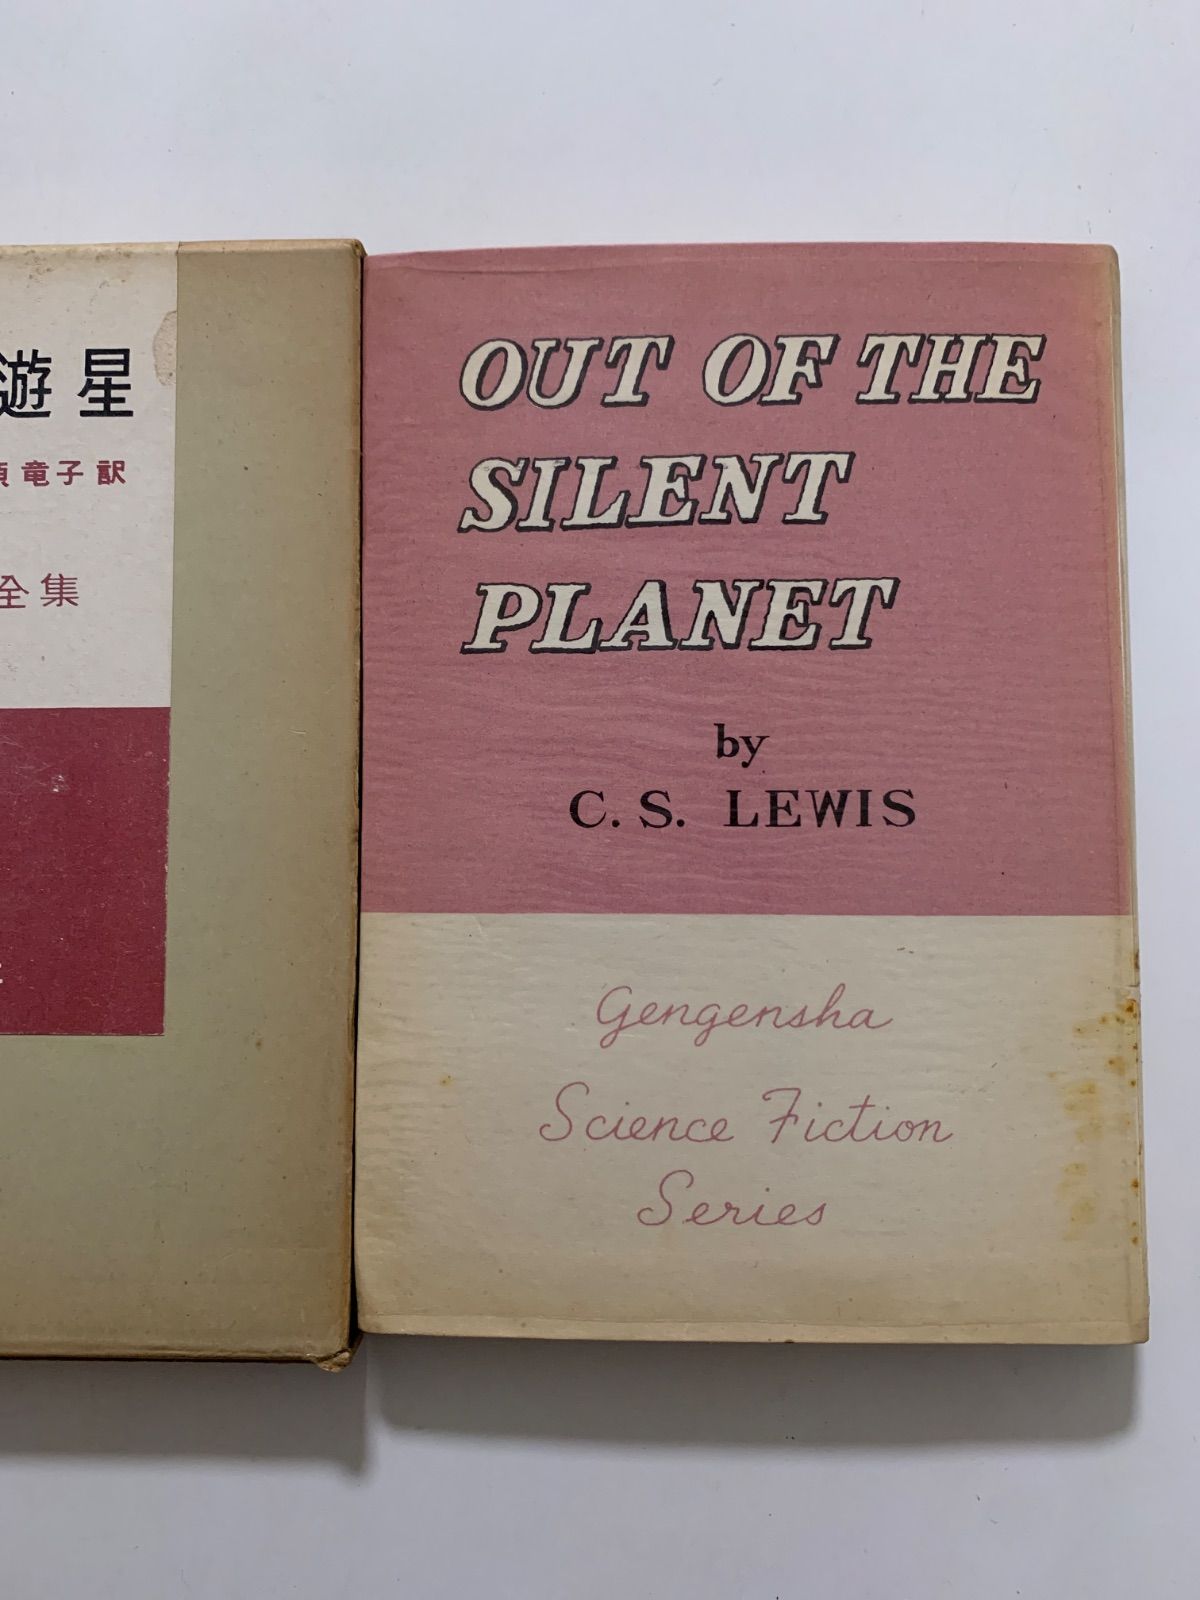 遊星
竜子訳
全集
OUT OF THE
SILENT
PLANET
by
C. S. LEWIS
Gengensha
Science Fiction
Series